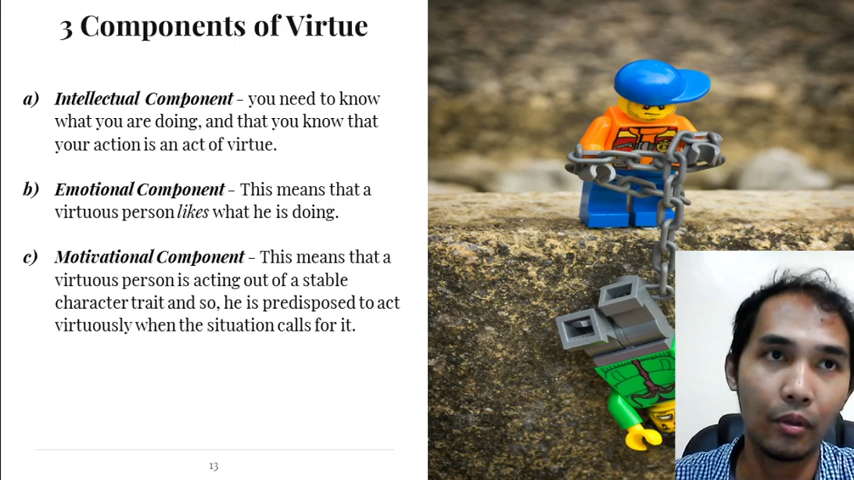 3 Components of Virtue
a) Intellectual Component - you need to know
what you are doing, and that you know that
your action is an act of virtue.
b) Emotional Component - This means that a
virtuous person likes what he is doing.
c) Motivational Component - This means that a
virtuous person is acting out of a stable
character trait and so, he is predisposed to act
virtuously when the situation calls for it.
13